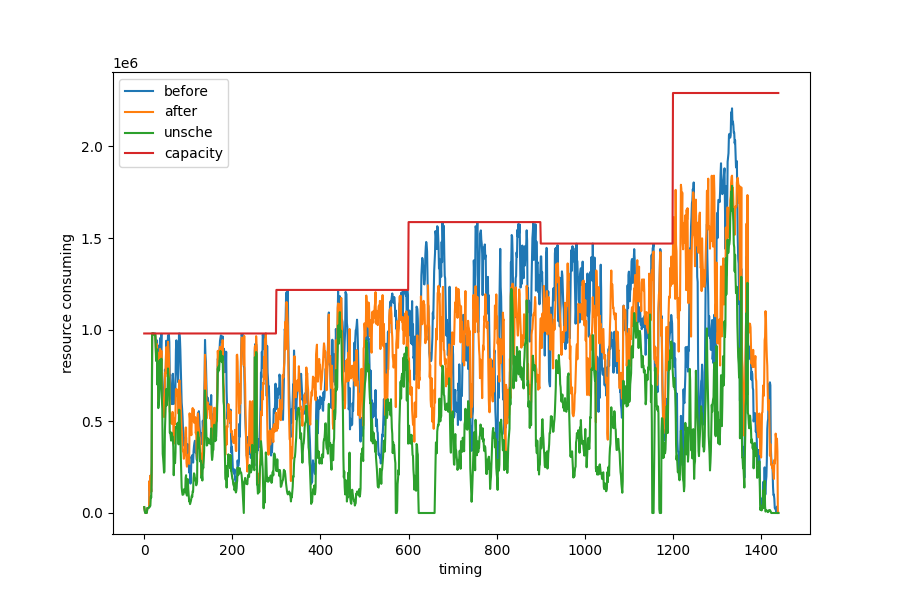 1e6
before
after
unsche
capacity
2.0
1.5
1.0
0.5
0.0
resource consuming
0 200 400 600 800 1000 1200 1400
timing